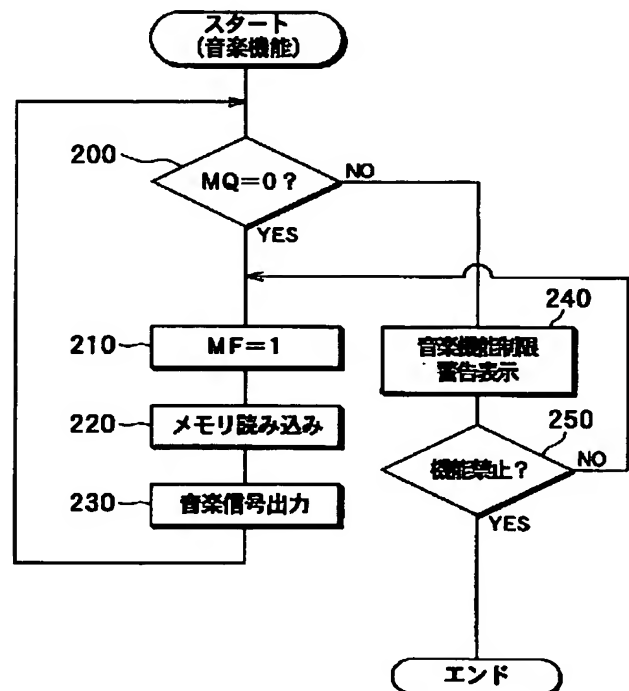 スタート
(音楽機能)
200
MQ=0?
NO
YES
240
210
MF=1
音楽機能制限
警告表示
220
メモリ読み込み
250
機能禁止?
NO
230
音楽信号出力
YES
エンド